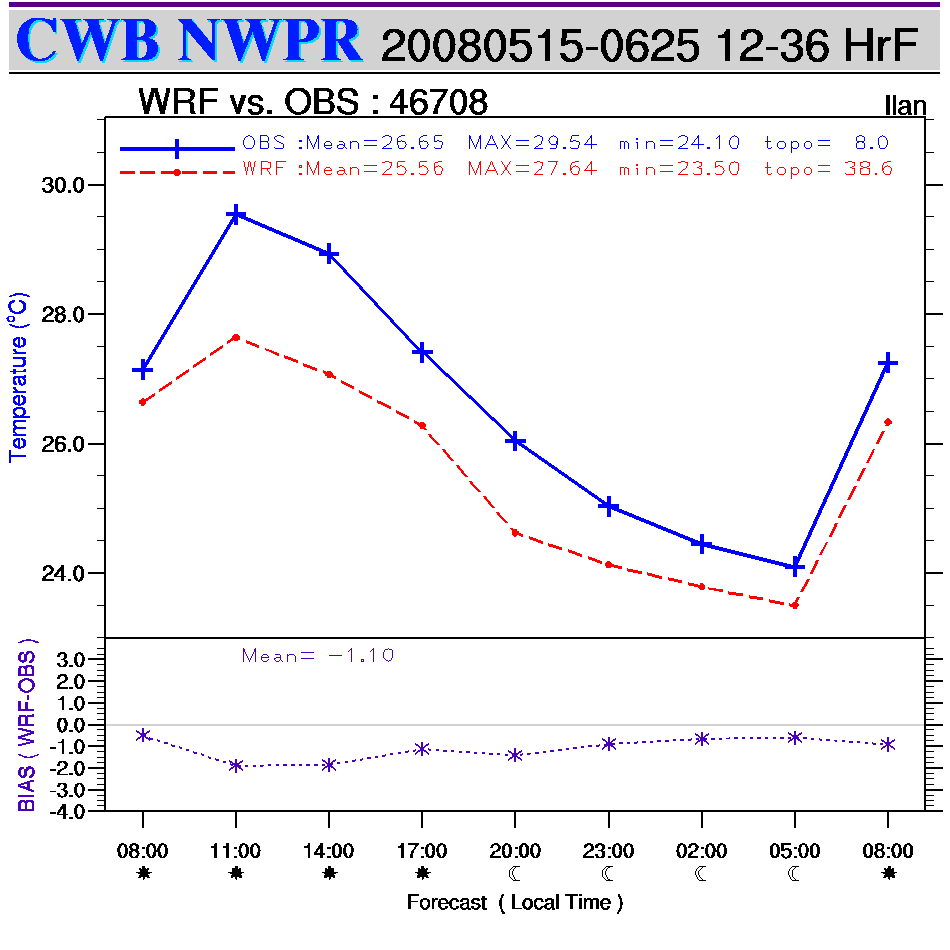 CWB NWPR 20080515-0625 12-36 HrF
WRF vs. OBS : 46708
Ilan
OBS :Mean=26.65 MAX=29.54 min=24.10 topo= 8.0
WRF :Mean=25.56 MAX=27.64 min=23.50 topo= 38.6
30.0
28.0
26.0
24.0
Temperature (°C)
Mean= -1.10
3.0
2.0
1.0
0.0
-1.0
-2.0
-3.0
-4.0
BIAS ( WRF-OBS )
08:00 11:00 14:00 17:00 20:00 23:00 02:00 05:00 08:00
Forecast ( Local Time )